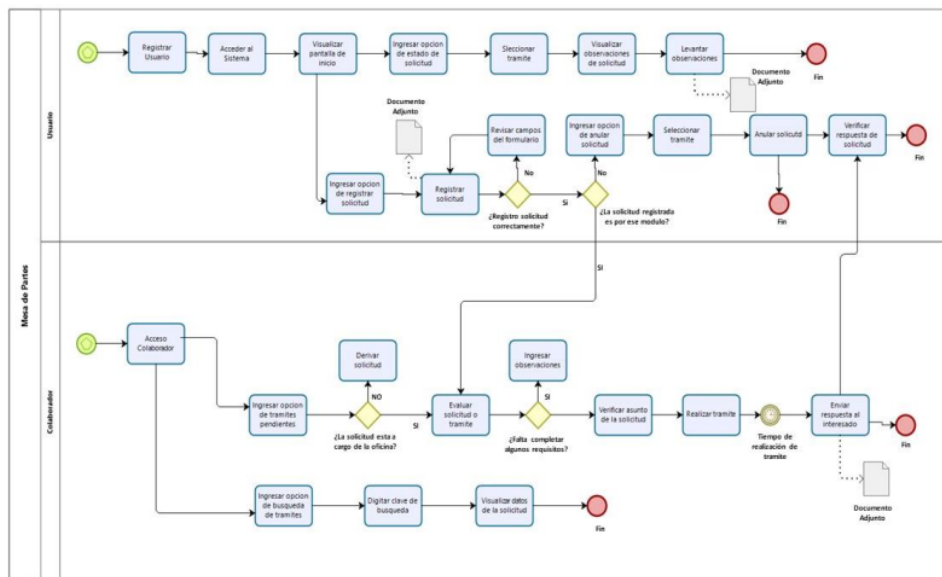 Mesa de Partes
Usuario
Registrar
Usuario
Acceder al
Sistema
Visualizar
pantalla de
inicio
Ingresar opcion
de estado de
solicitud
Sleccionar
tramite
Visualizar
observaciones
de solicitud
Levantar
observaciones
Fin
Documento
Adjunto
Documento
Adjunto
Revisar campos
del formulario
Ingresar opcion
de anular
solicitud
Seleccionar
tramite
Anular solicutd
Verificar
respuesta de
solicitud
Fin
No
No
Ingresar opcion
de registrar
solicitud
Registrar
solicitud
Si
¿Registro solicitud
correctamente?
¿La solicitud registrada
es por ese modulo?
Fin
SI
Colaborador
Acceso
Colaborador
Derivar
solicitud
Ingresar
observaciones
NO
SI
Ingresar opcion
de tramites
pendientes
SI
Evaluar
solicitud o
tramite
Verificar asunto
de la solicitud
Realizar tramite
Enviar
respuesta al
interesado
¿La solicitud esta a
cargo de la oficina?
¿Falta completar
algunos requisitos?
Tiempo de
realización de
tramite
Fin
Ingresar opcion
de busqueda
de tramites
Digitar clave de
busqueda
Visualizar datos
de la solicitud
Fin
Documento
Adjunto